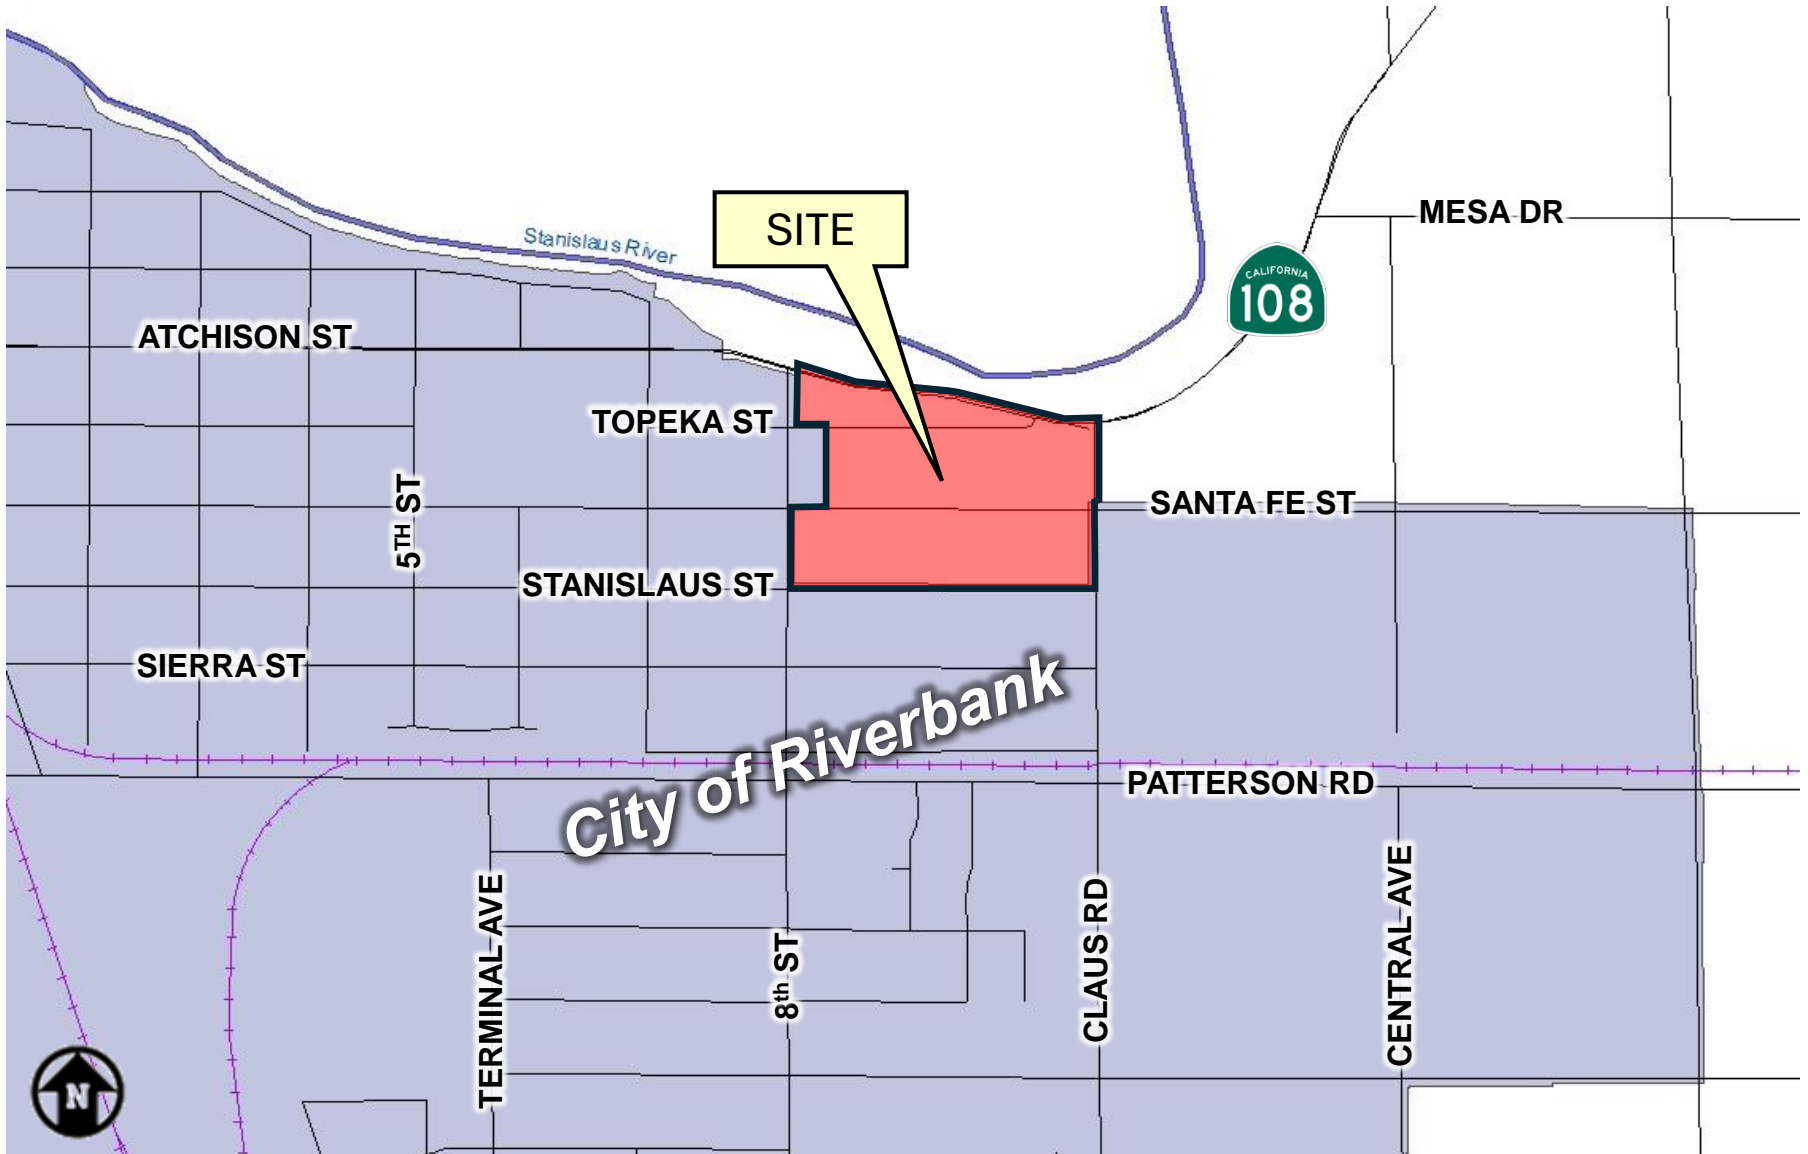 SITE
Stanislaus River
MESA DR
CALIFORNIA
108
ATCHISON ST
TOPEKA ST
5TH ST
SANTA FE ST
STANISLAUS ST
SIERRA ST
City of Riverbank
PATTERSON RD
TERMINAL AVE
8th ST
CLAUS RD
CENTRAL AVE
N